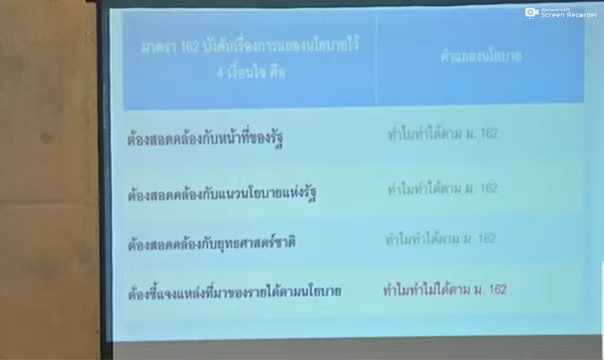 Screen Recorder
มาตรา 162 บังคับเรื่องการแถลงนโยบายไว้
4 เงื่อนไข คือ
คำแถลงนโยบาย
ต้องสอดคล้องกับหน้าที่ของรัฐ
ทำไมทำได้ตาม ม. 162
ต้องสอดคล้องกับแนวนโยบายแห่งรัฐ
ทำไมทำได้ตาม ม. 162
ต้องสอดคล้องกับยุทธศาสตร์ชาติ
ทำไมทำได้ตาม ม. 162
ต้องชี้แจงแหล่งที่มาของรายได้ตามนโยบาย
ทำไมทำไม่ได้ตาม ม. 162